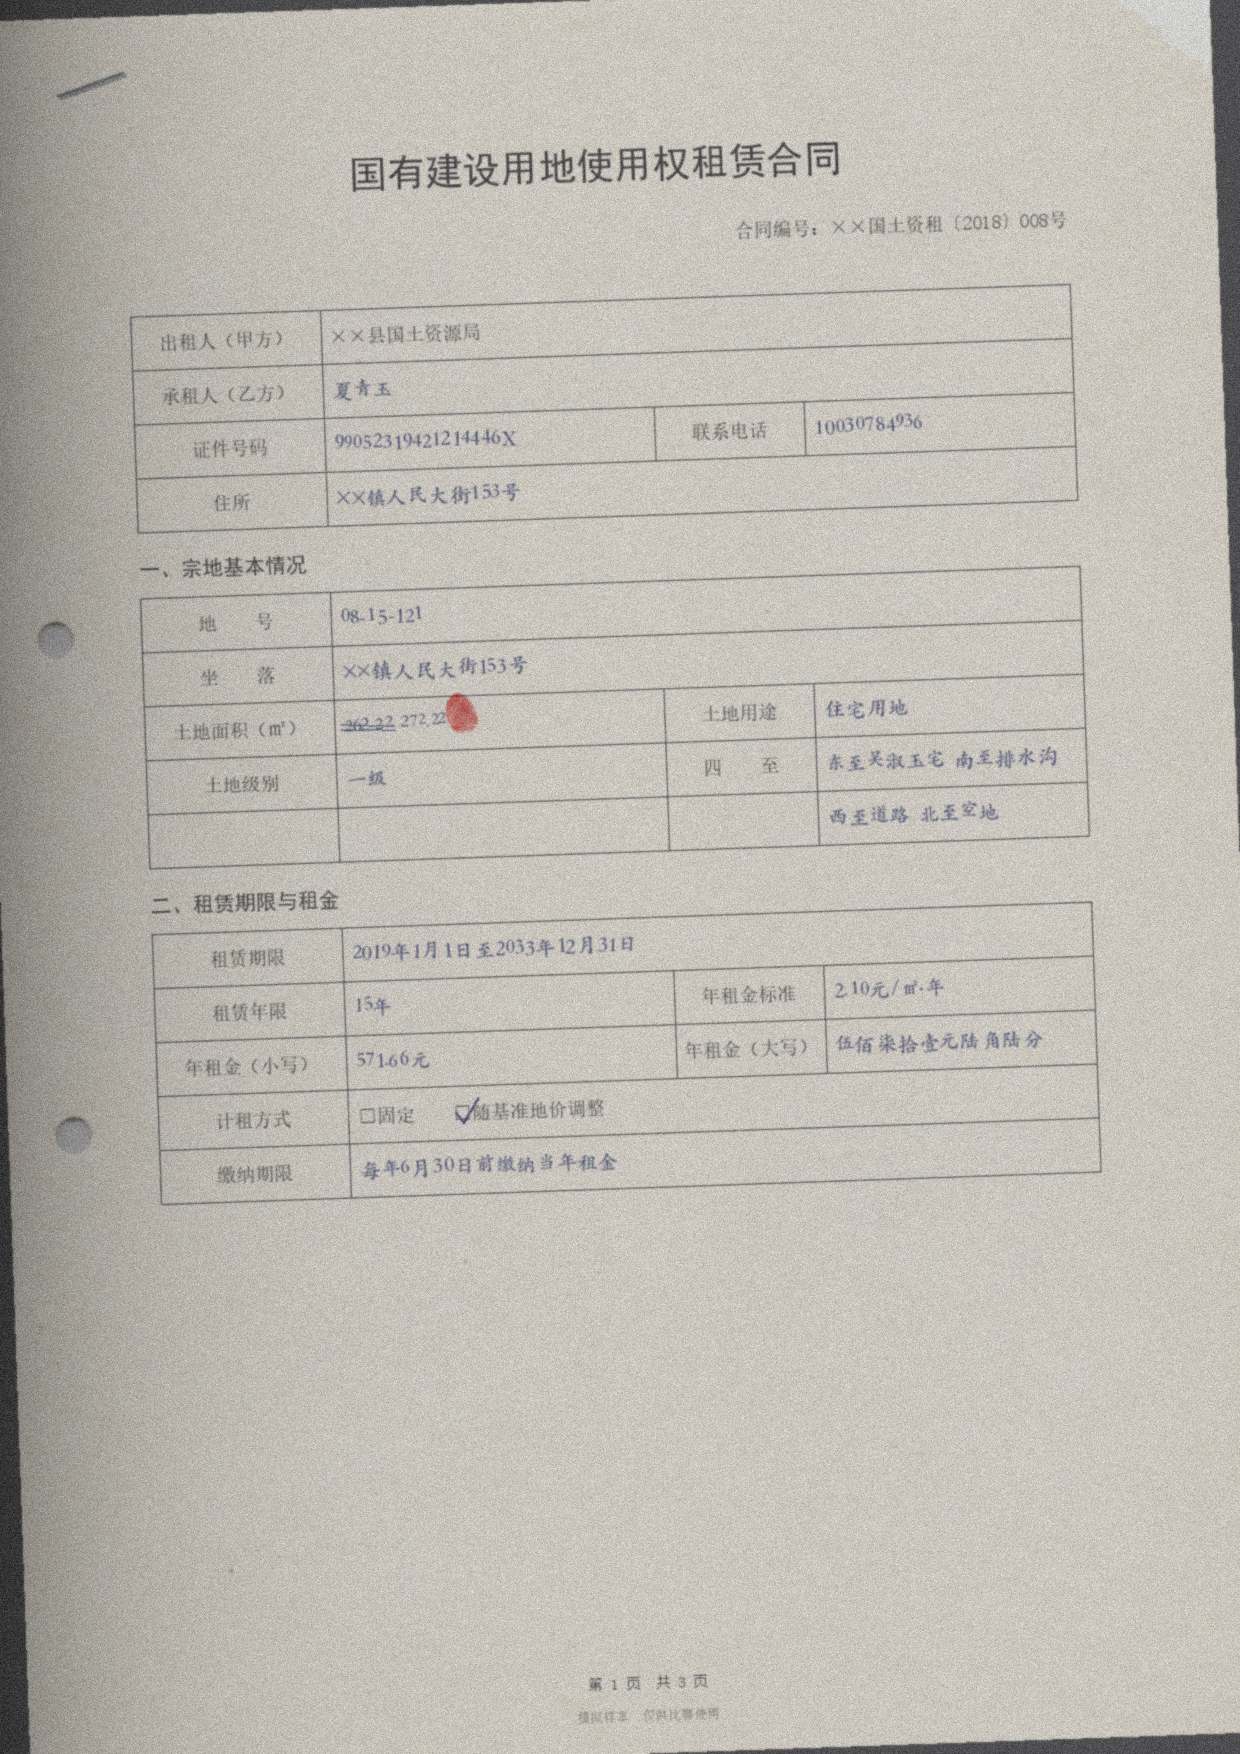 国有建设用地使用权租赁合同
合同编号：××国土资租〔2018〕008号
出租人（甲方） ××县国土资源局
承租人（乙方） 夏青玉
证件号码 99052319421214446X 联系电话 10030784936
住所 ××镇人民大街153号
一、宗地基本情况
地 号 08-15-121
坐 落 ××镇人民大街153号
土地面积（㎡） 262.22 272.22 土地用途 住宅用地
土地级别 一级 四 至 东至吴淑玉宅 南至排水沟
西至道路 北至空地
二、租赁期限与租金
租赁期限 2019年1月1日至2033年12月31日
租赁年限 15年 年租金标准 2.10元/㎡·年
年租金（小写） 571.66元 年租金（大写） 伍佰柒拾壹元陆角陆分
计租方式 □固定 ☑随基准地价调整
缴纳期限 每年6月30日前缴纳当年租金
第 1 页 共 3 页
模拟样本 仅供比赛使用